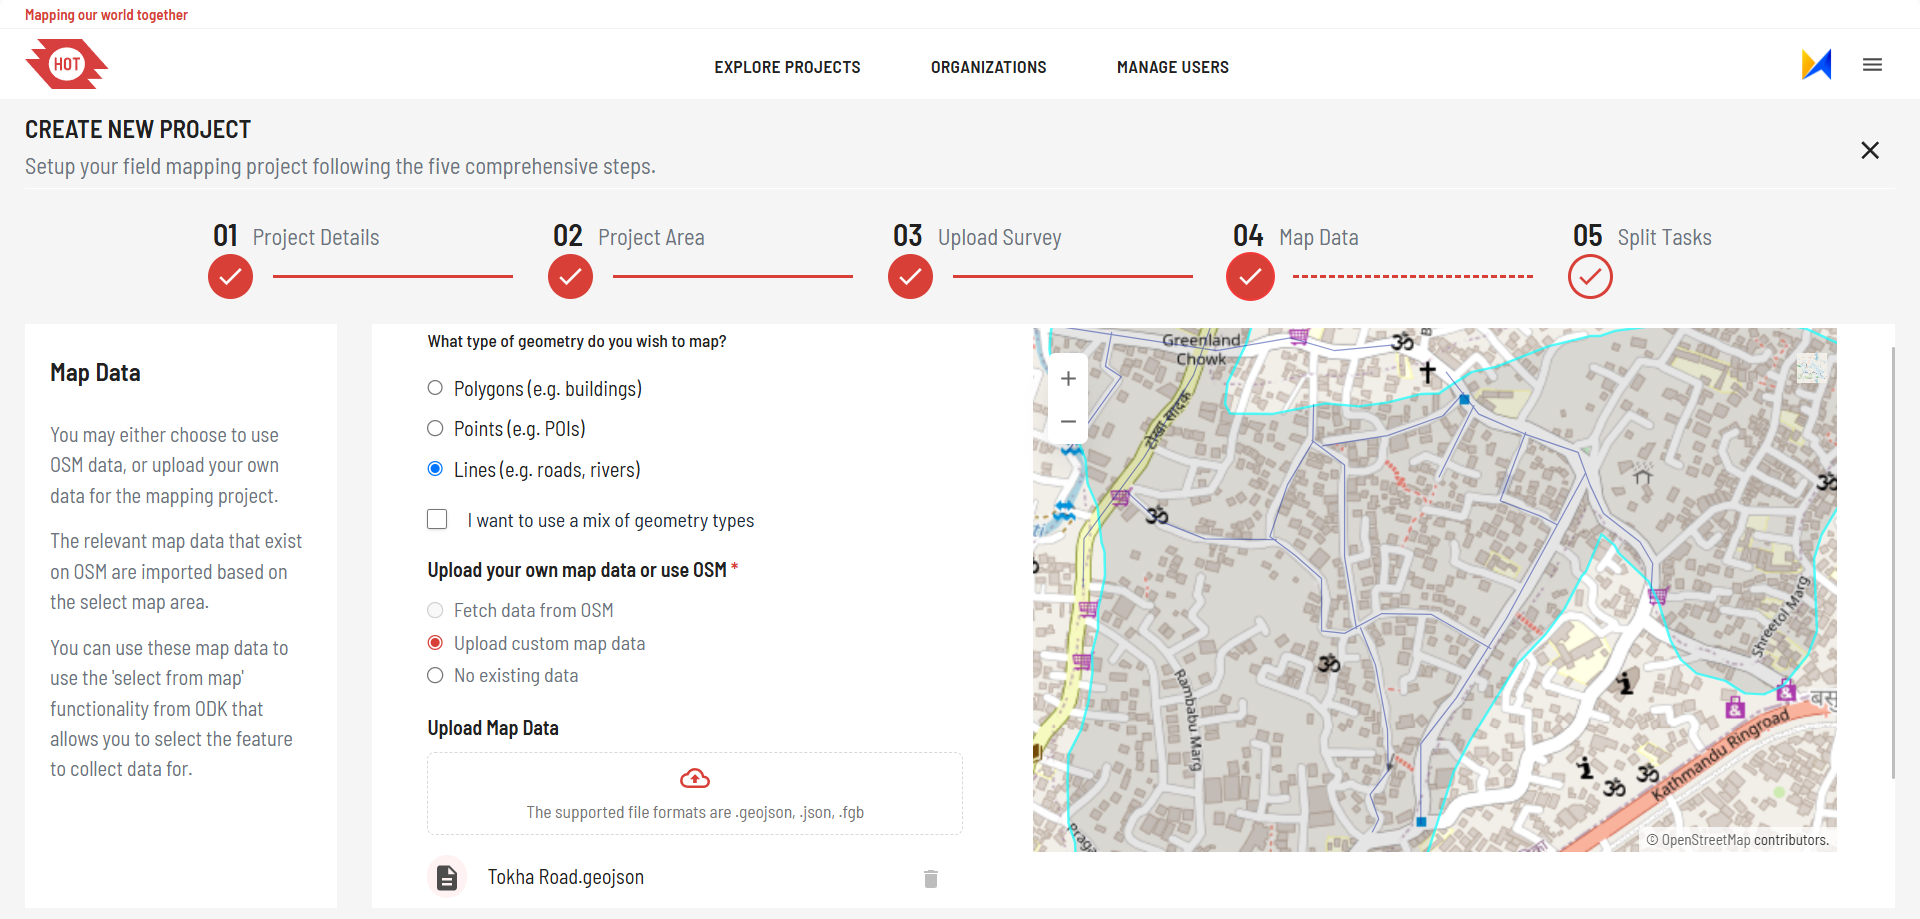 Mapping our world together
HOT
EXPLORE PROJECTS
ORGANIZATIONS
MANAGE USERS
CREATE NEW PROJECT
Setup your field mapping project following the five comprehensive steps.
01 Project Details
02 Project Area
03 Upload Survey
04 Map Data
05 Split Tasks
Map Data
You may either choose to use
OSM data, or upload your own
data for the mapping project.
The relevant map data that exist
on OSM are imported based on
the select map area.
You can use these map data to
use the 'select from map'
functionality from ODK that
allows you to select the feature
to collect data for.
What type of geometry do you wish to map?
Polygons (e.g. buildings)
Points (e.g. POIs)
Lines (e.g. roads, rivers)
I want to use a mix of geometry types
Upload your own map data or use OSM *
Fetch data from OSM
Upload custom map data
No existing data
Upload Map Data
The supported file formats are .geojson, .json, .fgb
Tokha Road.geojson
Greenland
Chowk
+
−
टोखा सडक
ॐ
ॐ
ॐ
ॐ
ॐ
ॐ
Rambabu Marg
Shreetol Marg
Kathmandu Ringroad
© OpenStreetMap contributors.